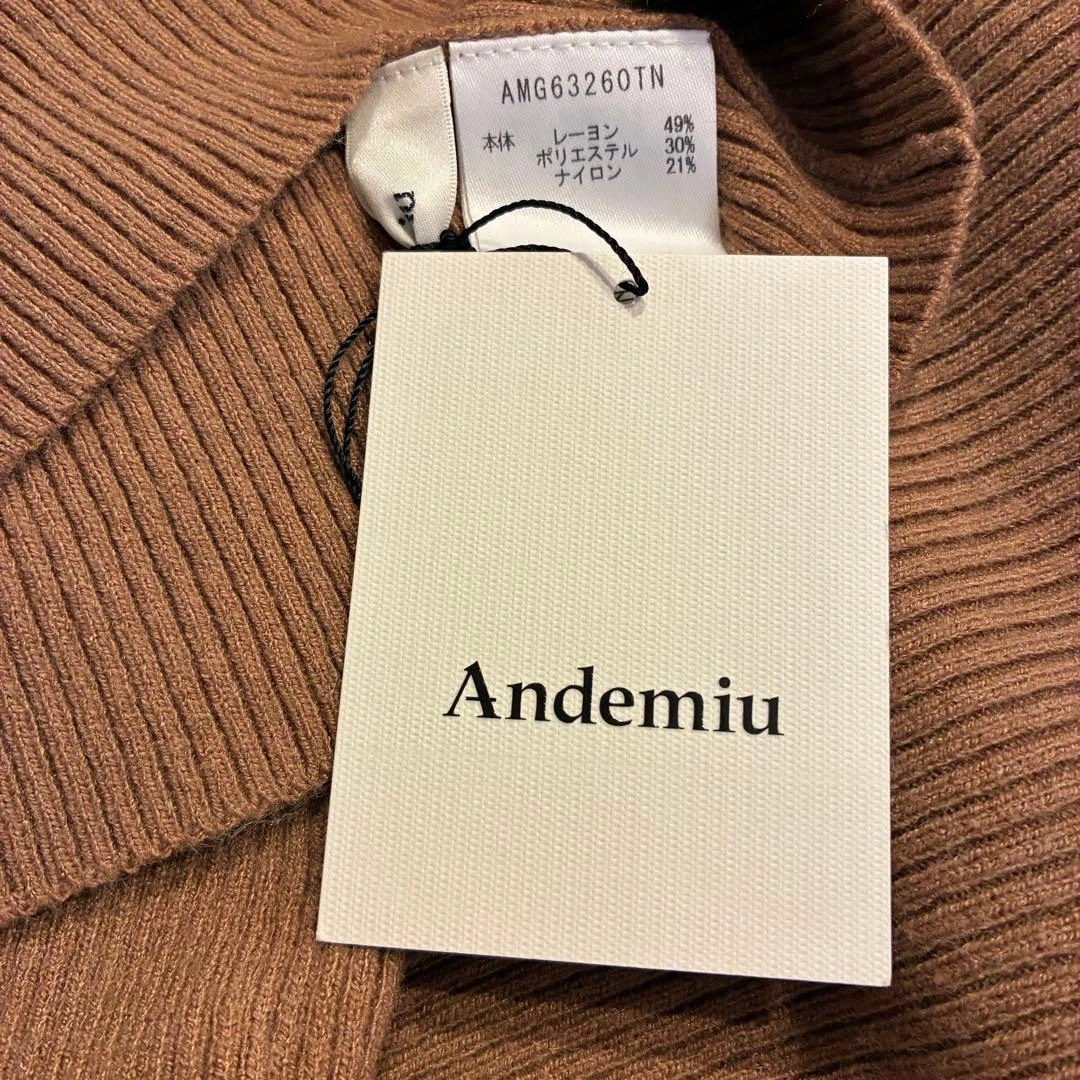 AMG63260TN
本体 レーヨン 49%
ポリエステル 30%
ナイロン 21%
Andemiu